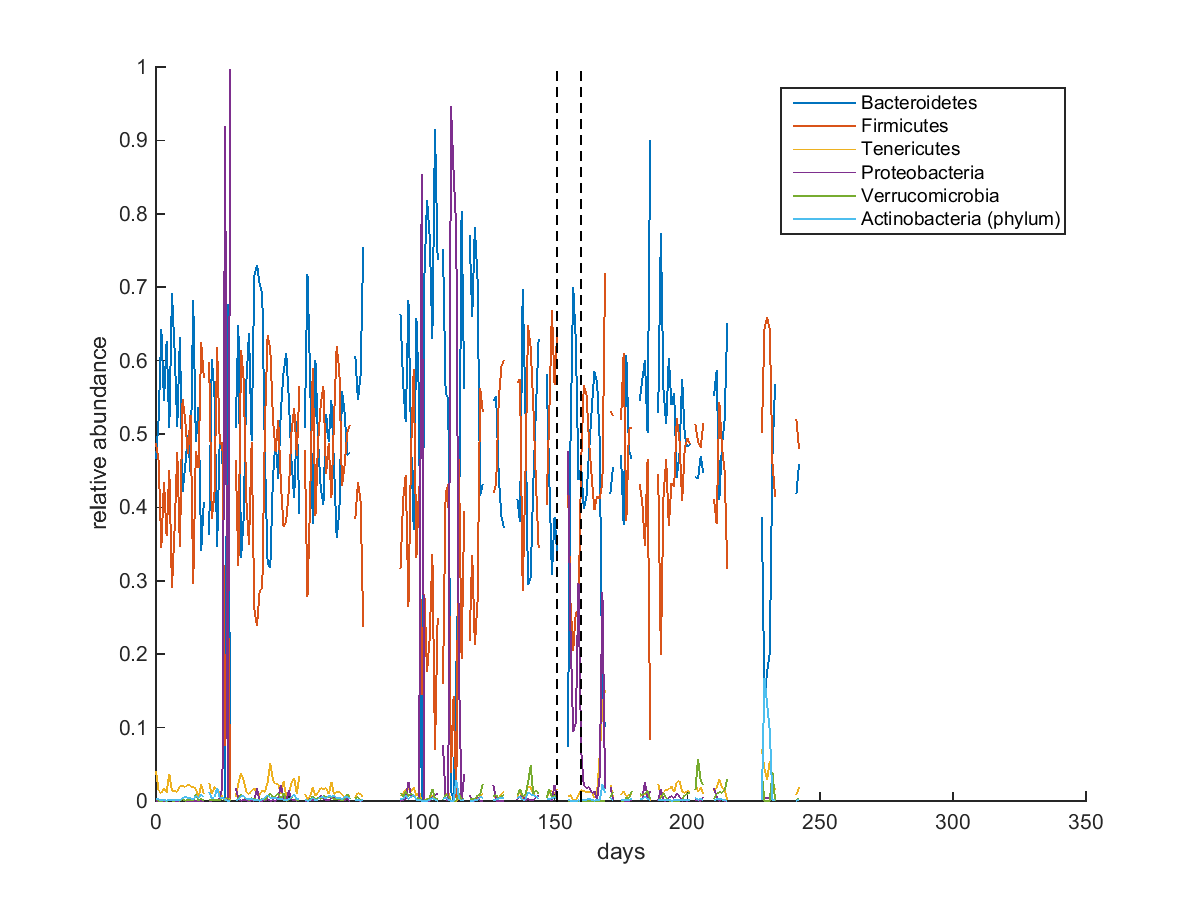 1
0.9
0.8
0.7
0.6
0.5
0.4
0.3
0.2
0.1
0
relative abundance
0 50 100 150 200 250 300 350
days
Bacteroidetes
Firmicutes
Tenericutes
Proteobacteria
Verrucomicrobia
Actinobacteria (phylum)